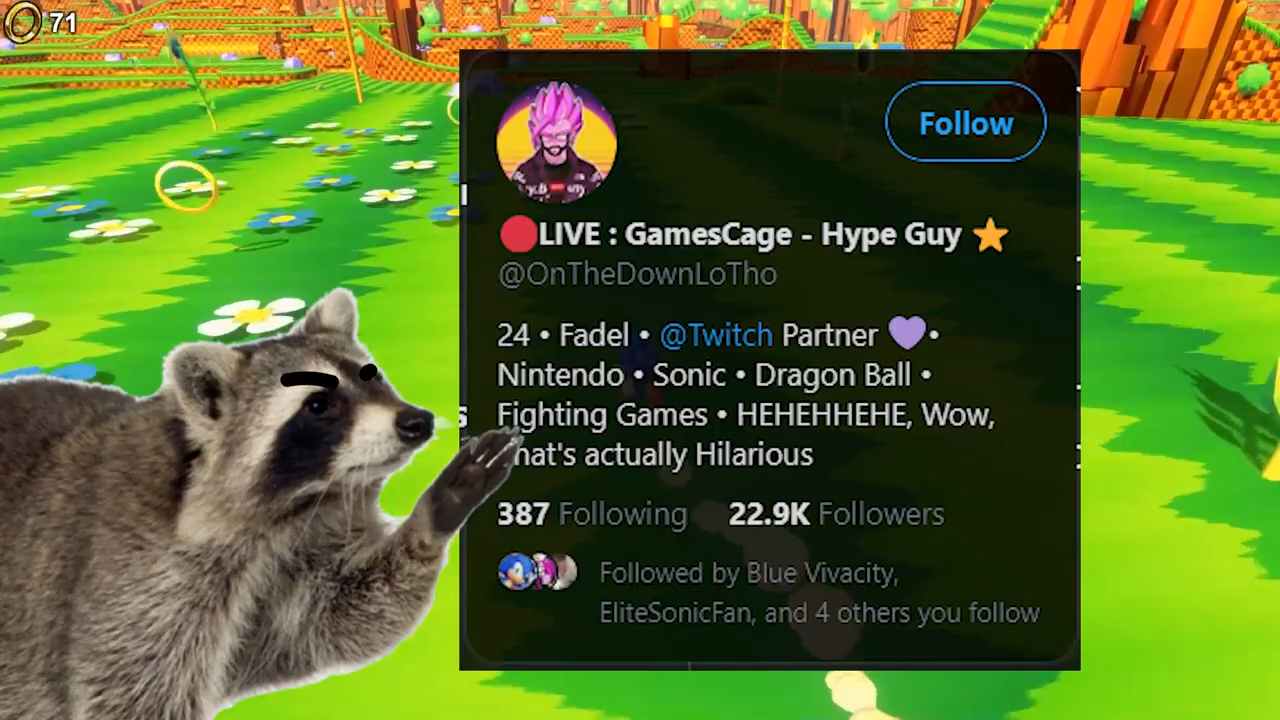 71
Follow
🔴LIVE : GamesCage - Hype Guy ⭐
@OnTheDownLoTho
24 • Fadel • @Twitch Partner 💜•
Nintendo • Sonic • Dragon Ball •
Fighting Games • HEHEHHEHE, Wow,
hat's actually Hilarious
387 Following 22.9K Followers
Followed by Blue Vivacity,
EliteSonicFan, and 4 others you follow